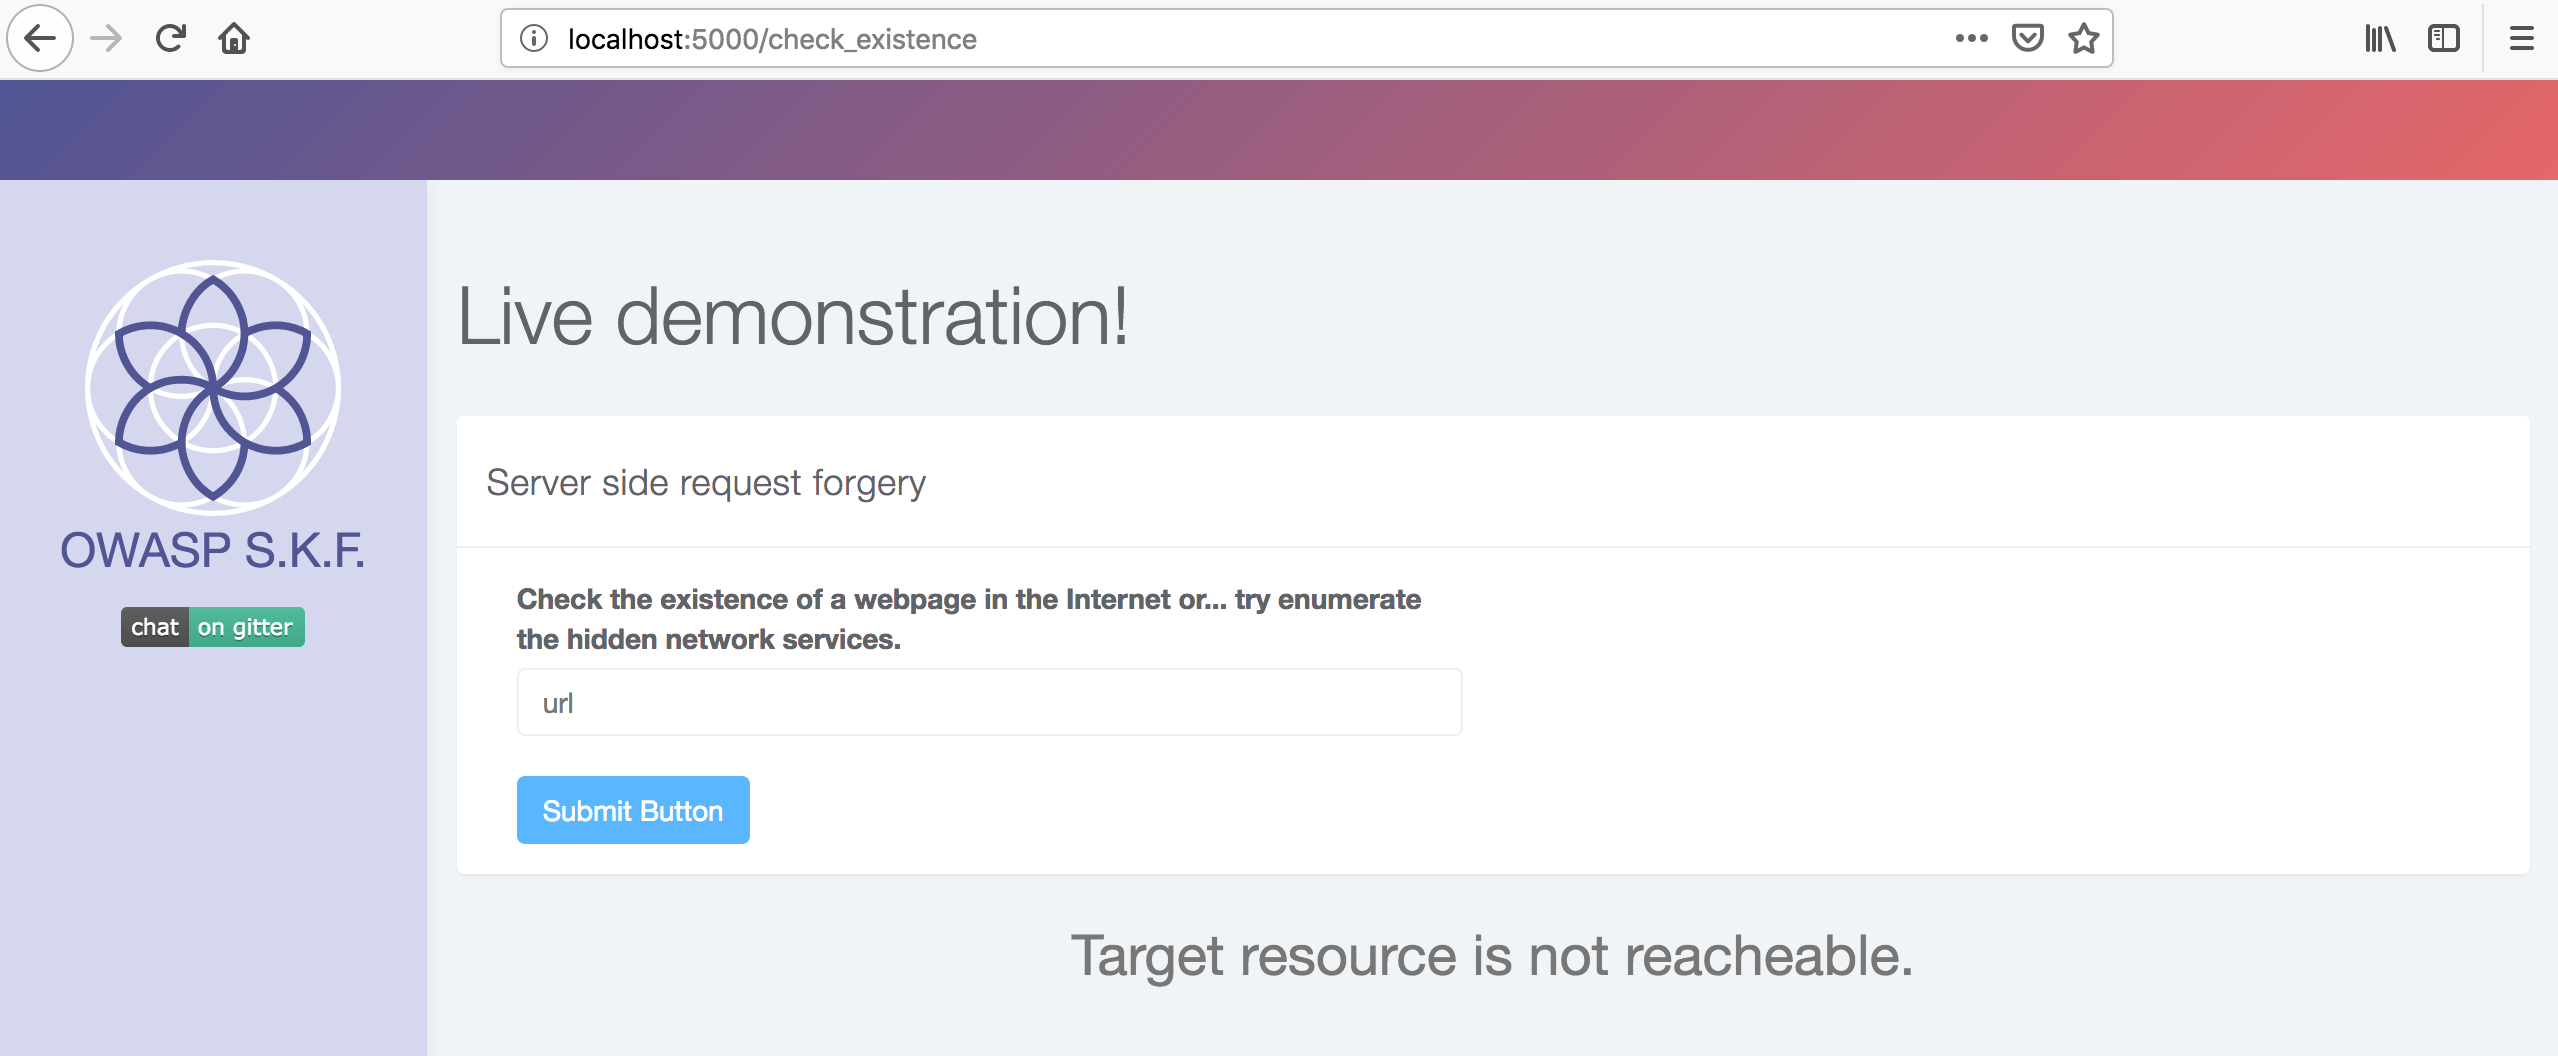 localhost:5000/check_existence
Live demonstration!
Server side request forgery
OWASP S.K.F.
chat on gitter
Check the existence of a webpage in the Internet or... try enumerate
the hidden network services.
url
Submit Button
Target resource is not reacheable.